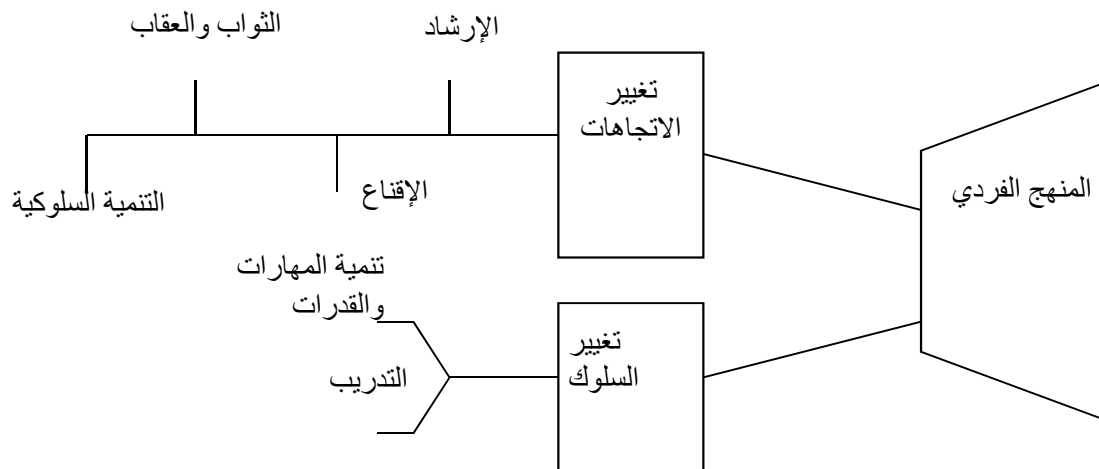 المنهج الفردي
تغيير
الاتجاهات
الإرشاد
الثواب والعقاب
الإقناع
التنمية السلوكية
تغيير
السلوك
تنمية المهارات
والقدرات
التدريب